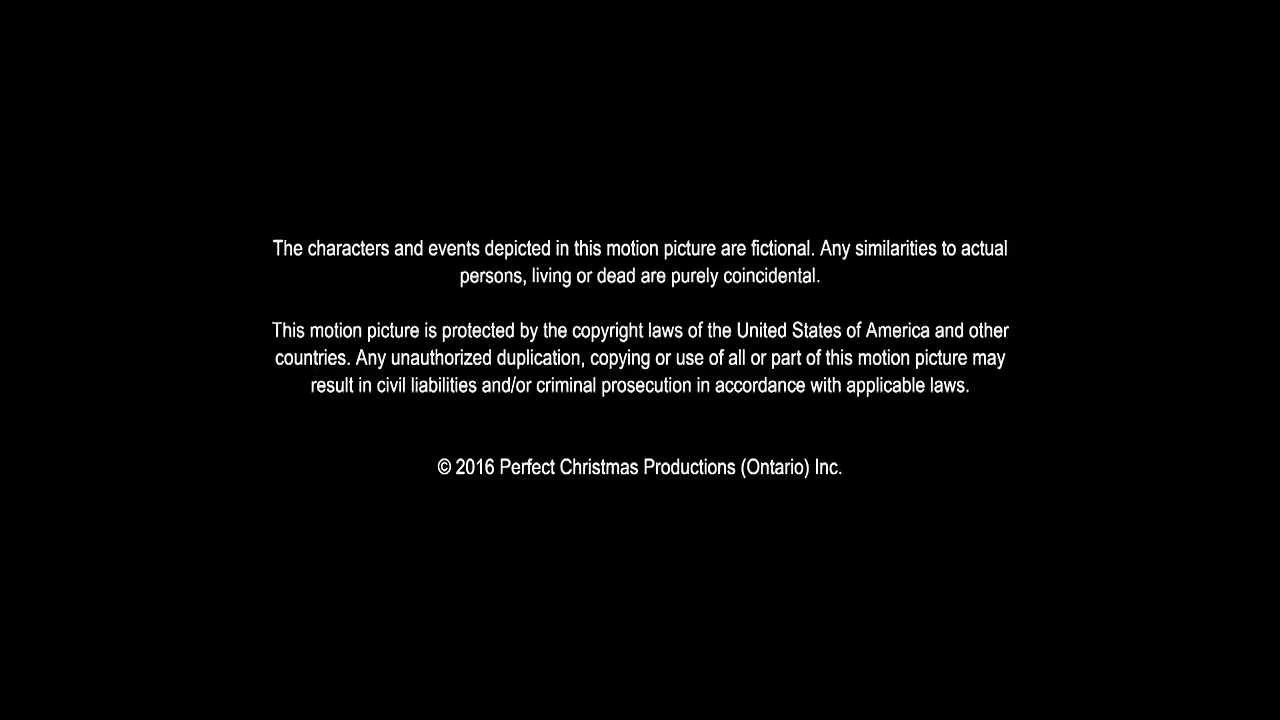 The characters and events depicted in this motion picture are fictional. Any similarities to actual
persons, living or dead are purely coincidental.
This motion picture is protected by the copyright laws of the United States of America and other
countries. Any unauthorized duplication, copying or use of all or part of this motion picture may
result in civil liabilities and/or criminal prosecution in accordance with applicable laws.
© 2016 Perfect Christmas Productions (Ontario) Inc.